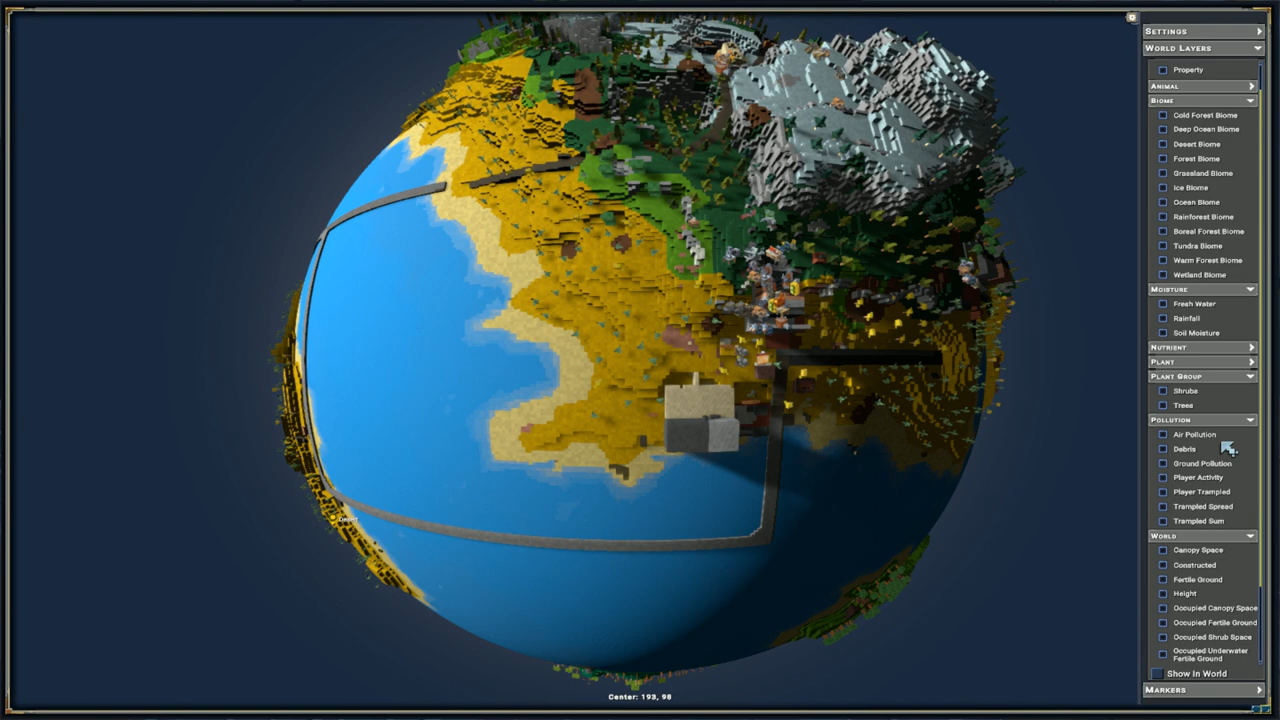 SETTINGS
WORLD LAYERS
Property
ANIMAL
BIOME
Cold Forest Biome
Deep Ocean Biome
Desert Biome
Forest Biome
Grassland Biome
Ice Biome
Ocean Biome
Rainforest Biome
Boreal Forest Biome
Tundra Biome
Warm Forest Biome
Wetland Biome
MOISTURE
Fresh Water
Rainfall
Soil Moisture
NUTRIENT
PLANT
PLANT GROUP
Shrubs
Trees
POLLUTION
Air Pollution
Debris
Ground Pollution
Player Activity
Player Trampled
Trampled Spread
Trampled Sum
WORLD
Canopy Space
Constructed
Fertile Ground
Height
Occupied Canopy Space
Occupied Fertile Ground
Occupied Shrub Space
Occupied Underwater
Fertile Ground
Show in World
MARKERS
Center: 193, 98